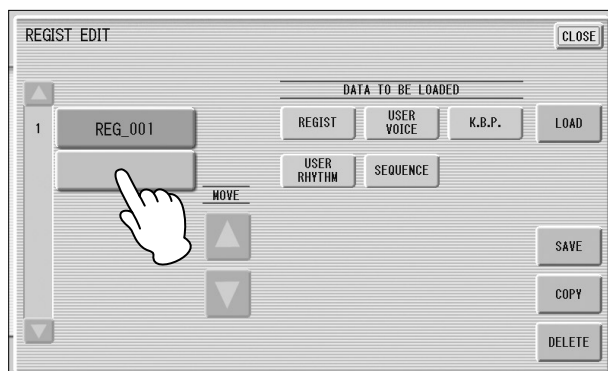 REGIST EDIT
CLOSE
DATA TO BE LOADED
1
REG_001
REGIST
USER
VOICE
K.B.P.
LOAD
USER
RHYTHM
SEQUENCE
MOVE
SAVE
COPY
DELETE